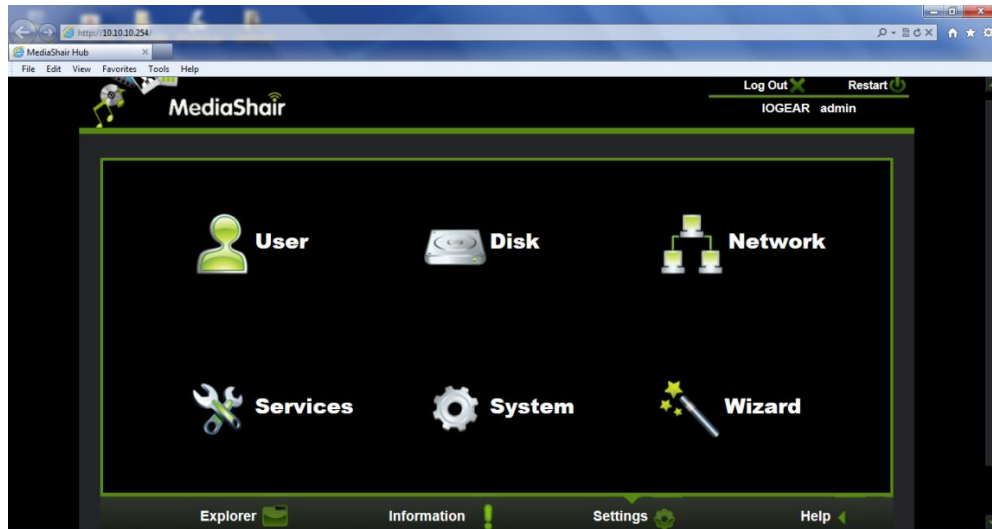 http://10.10.10.254/
MediaShair Hub
File Edit View Favorites Tools Help
MediaShair
Log Out Restart
IOGEAR admin
User Disk Network
Services System Wizard
Explorer Information Settings Help